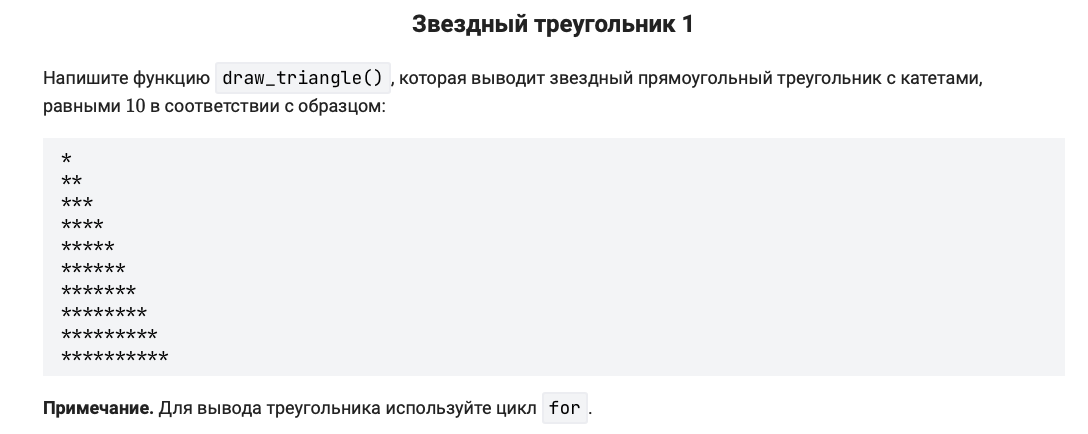 Звездный треугольник 1
Напишите функцию draw_triangle(), которая выводит звездный прямоугольный треугольник с катетами,
равными 10 в соответствии с образцом:
*
**
***
****
*****
******
*******
********
*********
**********
Примечание. Для вывода треугольника используйте цикл for.